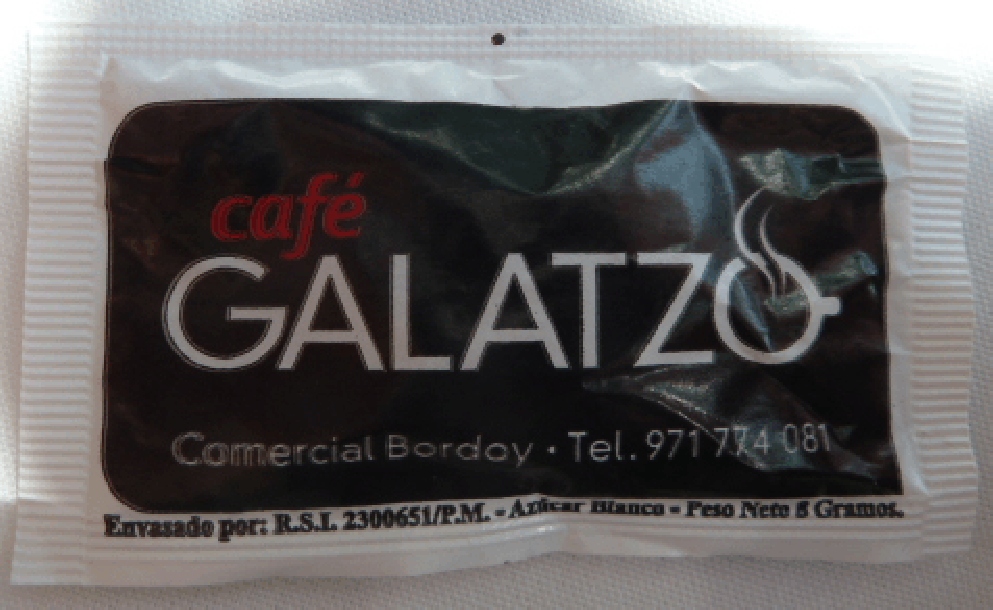 café
GALATZO
Comercial Bordoy · Tel. 971 774 081
Envasado por: R.S.I. 2300651/P.M. - Azúcar Blanco - Peso Neto 8 Gramos.